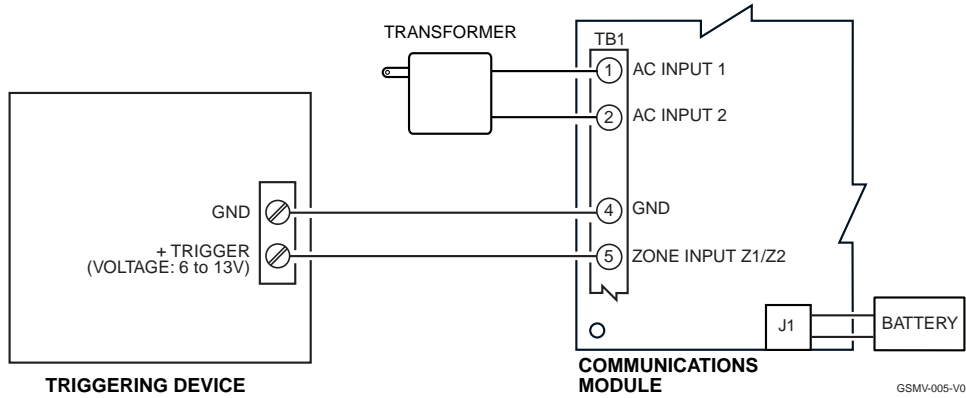 TRANSFORMER
TB1
1 AC INPUT 1
2 AC INPUT 2
GND
4 GND
+ TRIGGER
(VOLTAGE: 6 to 13V)
5 ZONE INPUT Z1/Z2
J1
BATTERY
TRIGGERING DEVICE
COMMUNICATIONS
MODULE
GSMV-005-V0